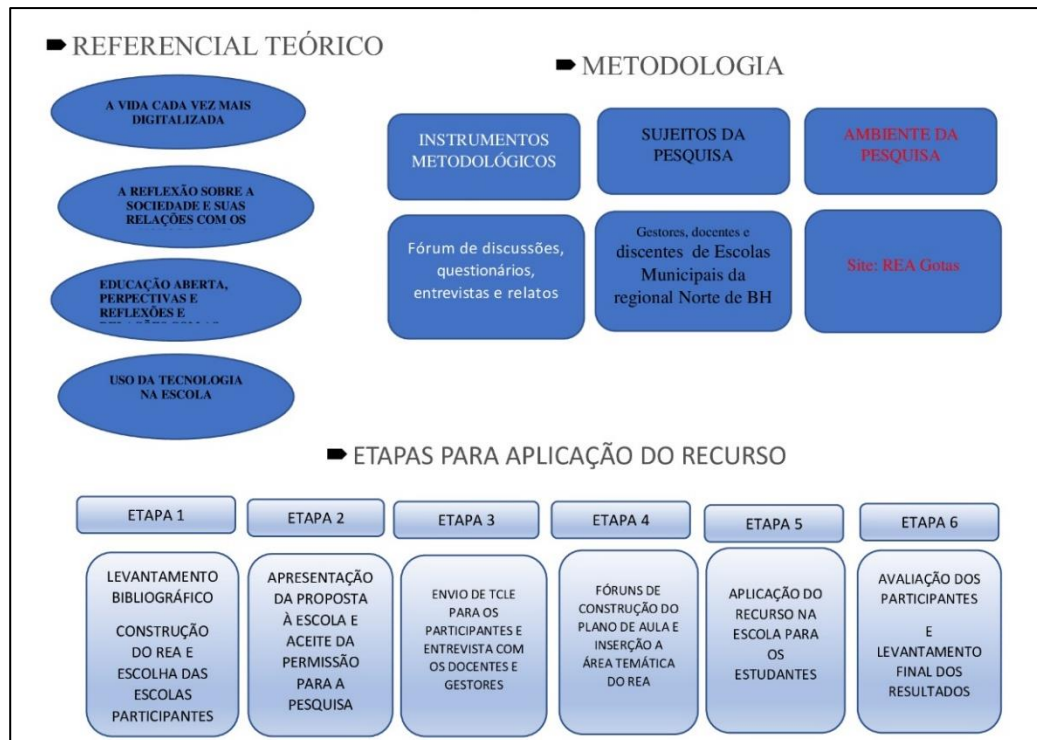 REFERENCIAL TEÓRICO
A VIDA CADA VEZ MAIS
DIGITALIZADA
A REFLEXÃO SOBRE A
SOCIEDADE E SUAS
RELAÇÕES COM OS
EDUCAÇÃO ABERTA,
PERPECTIVAS E
REFLEXÕES E
USO DA TECNOLOGIA
NA ESCOLA
METODOLOGIA
INSTRUMENTOS
METODOLÓGICOS
SUJEITOS DA
PESQUISA
AMBIENTE DA
PESQUISA
Fórum de discussões,
questionários,
entrevistas e relatos
Gestores, docentes e
discentes de Escolas
Municipais da
regional Norte de BH
Site: REA Gotas
ETAPAS PARA APLICAÇÃO DO RECURSO
ETAPA 1
LEVANTAMENTO
BIBLIOGRÁFICO
CONSTRUÇÃO
DO REA E
ESCOLHA DAS
ESCOLAS
PARTICIPANTES
ETAPA 2
APRESENTAÇÃO
DA PROPOSTA
À ESCOLA E
ACEITE DA
PERMISSÃO
PARA A
PESQUISA
ETAPA 3
ENVIO DE TCLE
PARA OS
PARTICIPANTES E
ENTREVISTA COM
OS DOCENTES E
GESTORES
ETAPA 4
FÓRUNS DE
CONSTRUÇÃO DO
PLANO DE AULA E
INSERÇÃO A
ÁREA TEMÁTICA
DO REA
ETAPA 5
APLICAÇÃO DO
RECURSO NA
ESCOLA PARA
OS
ESTUDANTES
ETAPA 6
AVALIAÇÃO DOS
PARTICIPANTES
E
LEVANTAMENTO
FINAL DOS
RESULTADOS